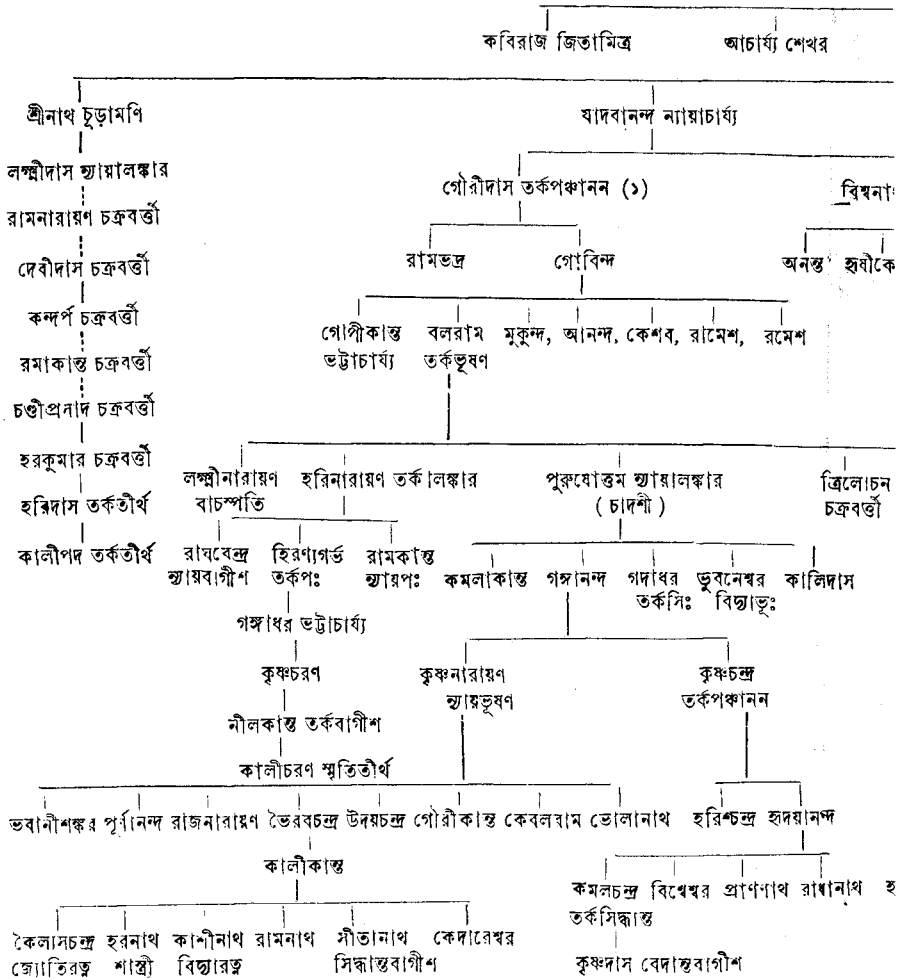 কবিরাজ জিতামিত্র আচার্য্য শেখর
শ্রীনাথ চূড়ামণি যাদবানন্দ ন্যায়াচার্য্য
লক্ষ্মীদাস ন্যায়ালঙ্কার
গৌরীদাস তর্কপঞ্চানন (১) বিশ্বনা
রামনারায়ণ চক্রবর্ত্তী
রামভদ্র গোবিন্দ অনন্ত হৃষীকে
দেবীদাস চক্রবর্ত্তী
কন্দর্প চক্রবর্ত্তী
গোপীকান্ত বলরাম মুকুন্দ, আনন্দ, কেশব, রামেশ, রমেশ
ভট্টাচার্য্য তর্কভূষণ
রমাকান্ত চক্রবর্ত্তী
চণ্ডীপ্রসাদ চক্রবর্ত্তী
হরকুমার চক্রবর্ত্তী
লক্ষ্মীনারায়ণ হরিনারায়ণ তর্কালঙ্কার পুরুষোত্তম ন্যায়ালঙ্কার ত্রিলোচন
বাচস্পতি (চাদশী) চক্রবর্ত্তী
হরিদাস তর্কতীর্থ
কালীপদ তর্কতীর্থ রাঘবেন্দ্র হিরণ্যগর্ভ রামকান্ত
ন্যায়বাগীশ তর্কপঃ ন্যায়পঃ
কমলাকান্ত গঙ্গানন্দ গদাধর ভুবনেশ্বর কালিদাস
তর্কসিঃ বিদ্যাভূঃ
গঙ্গাধর ভট্টাচার্য্য
কৃষ্ণচরণ কৃষ্ণনারায়ণ কৃষ্ণচন্দ্র
ন্যায়ভূষণ তর্কপঞ্চানন
নীলকান্ত তর্কবাগীশ
কালীচরণ স্মৃতিতীর্থ
ভবানীশঙ্কর পূর্ণানন্দ রাজনারায়ণ ভৈরবচন্দ্র উদয়চন্দ্র গৌরীকান্ত কেবলরাম ভোলানাথ হরিশ্চন্দ্র হৃদয়ানন্দ
কালীকান্ত
কমলচন্দ্র বিশ্বেশ্বর প্রাণনাথ রাধানাথ হ
তর্কসিদ্ধান্ত
কৈলাসচন্দ্র হরনাথ কাশীনাথ রামনাথ সীতানাথ কেদারেশ্বর
জ্যোতিরত্ন শাস্ত্রী বিদ্যারত্ন সিদ্ধান্তবাগীশ কৃষ্ণদাস বেদান্তবাগীশ